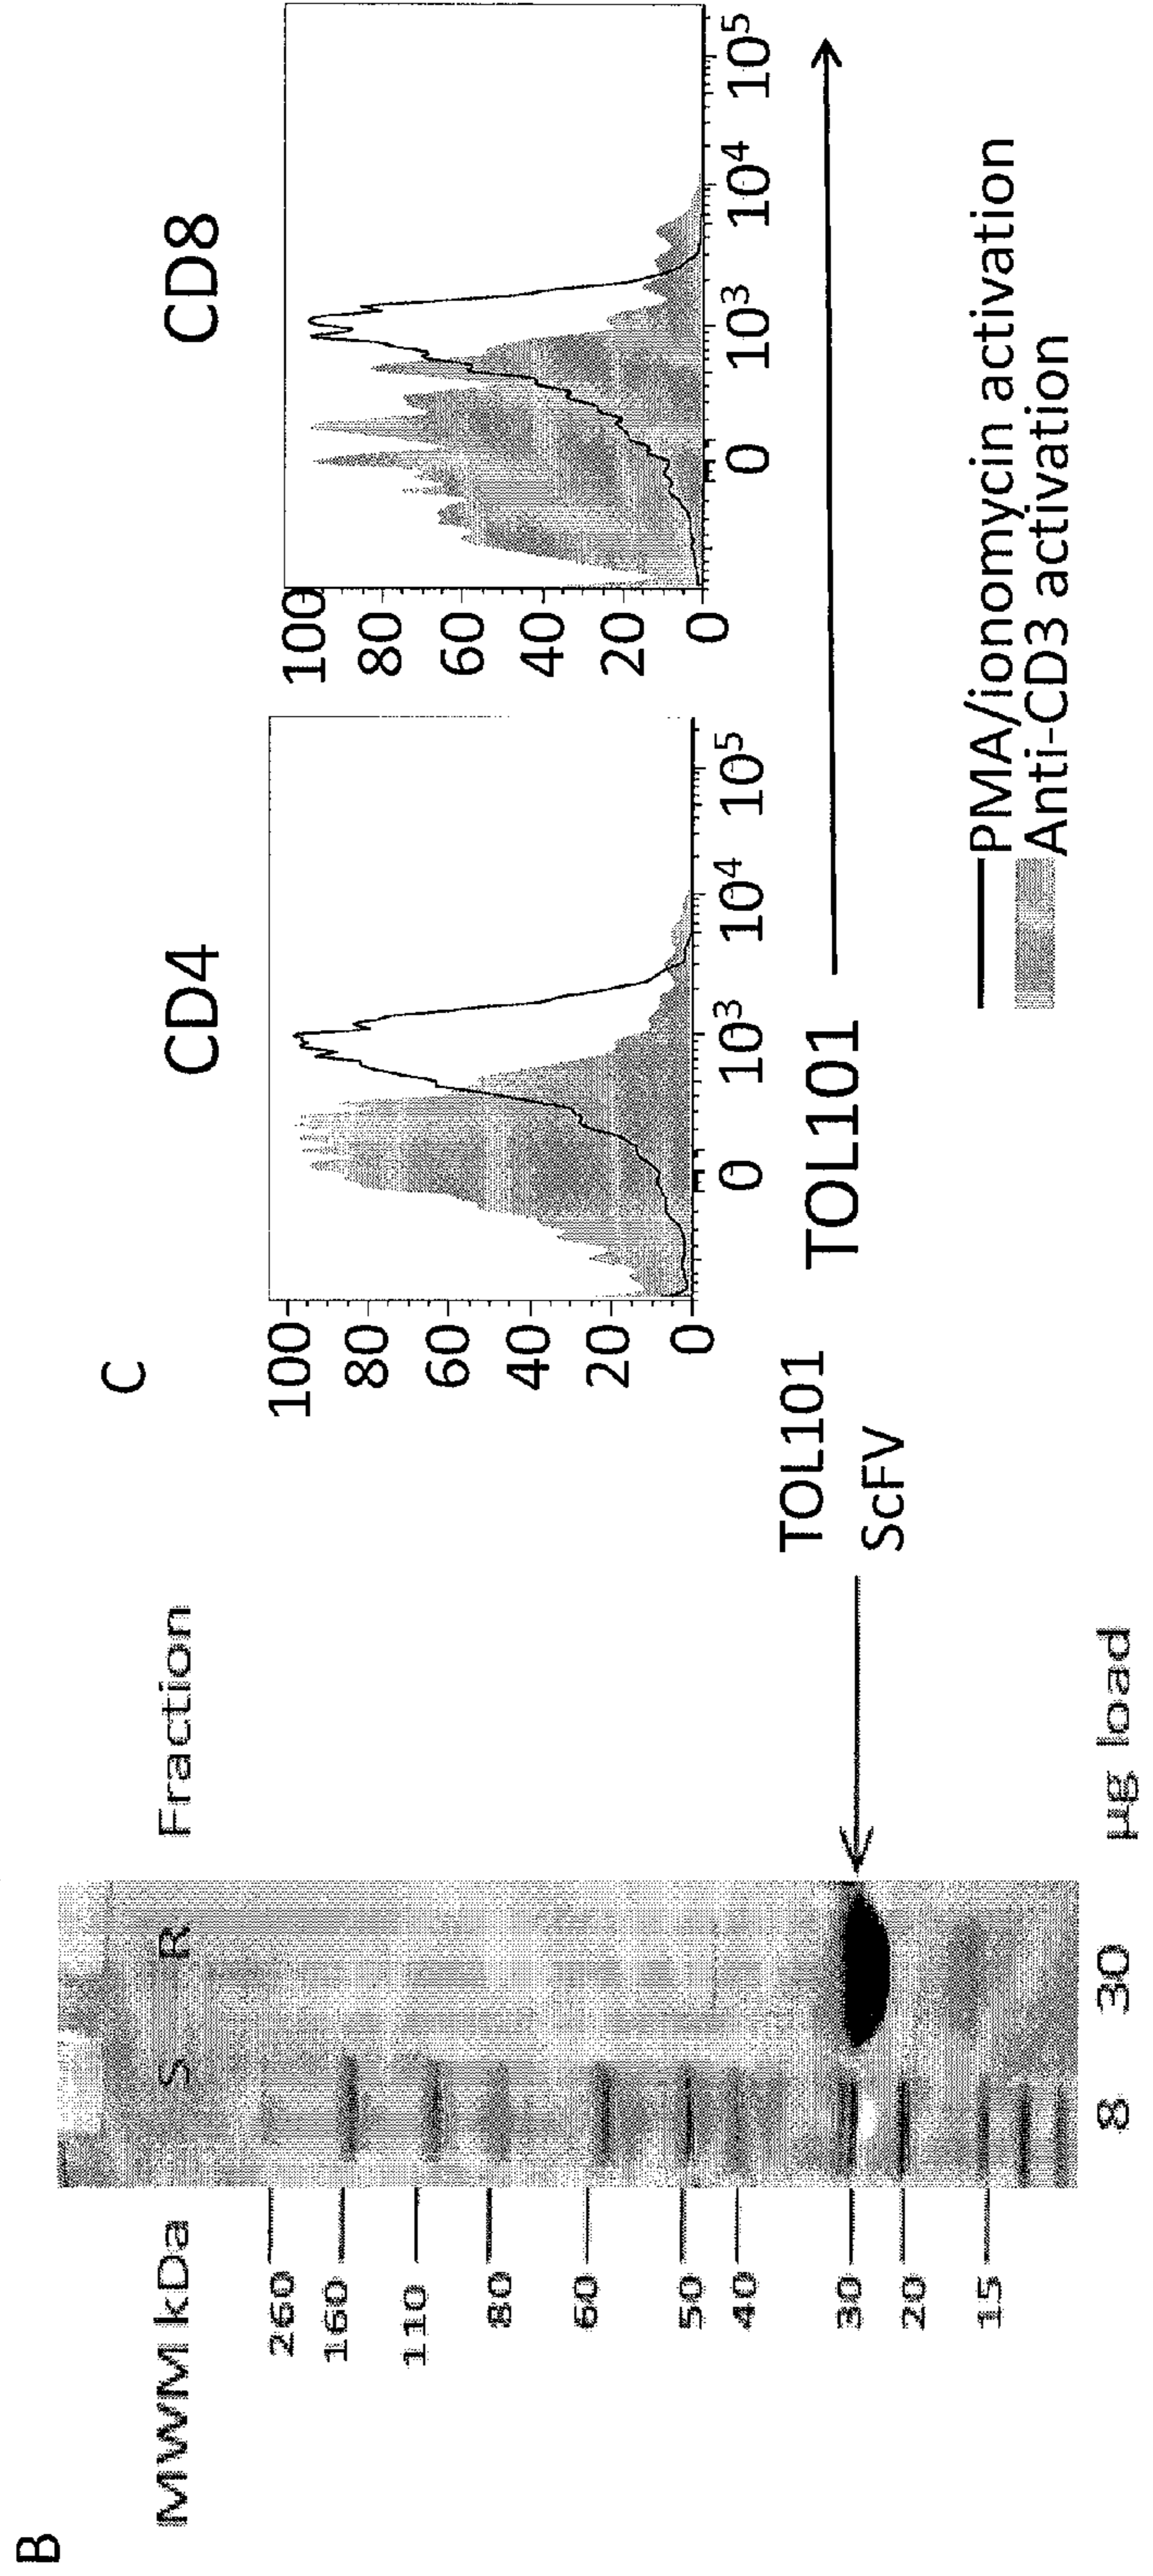 B
MWM kDa
S R
Fraction
260
160
110
80
60
50
40
30
20
15
8 30 µg load
TOL101
ScFV
C
CD4
100
80
60
40
20
0
0 10³ 10⁴ 10⁵
CD8
100
80
60
40
20
0
0 10³ 10⁴ 10⁵
TOL101
PMA/ionomycin activation
Anti-CD3 activation